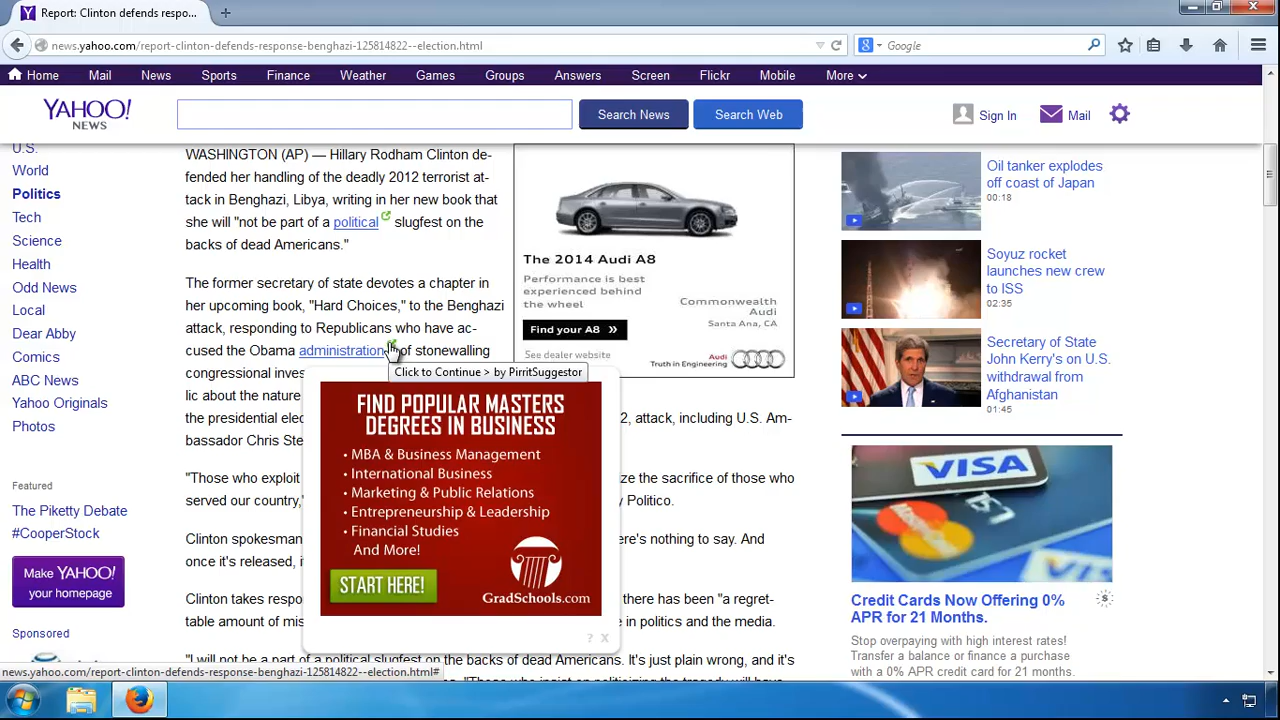 Report: Clinton defends respo...
news.yahoo.com/report-clinton-defends-response-benghazi-125814822--election.html
Google
Home Mail News Sports Finance Weather Games Groups Answers Screen Flickr Mobile More
YAHOO!
NEWS
Search News
Search Web
Sign In
Mail
U.S.
World
Politics
Tech
Science
Health
Odd News
Local
Dear Abby
Comics
ABC News
Yahoo Originals
Photos
Featured
The Piketty Debate
#CooperStock
Make YAHOO!
your homepage
Sponsored
WASHINGTON (AP) — Hillary Rodham Clinton de-
fended her handling of the deadly 2012 terrorist at-
tack in Benghazi, Libya, writing in her new book that
she will "not be part of a political slugfest on the
backs of dead Americans."
The former secretary of state devotes a chapter in
her upcoming book, "Hard Choices," to the Benghazi
attack, responding to Republicans who have ac-
cused the Obama administration of stonewalling
congressional inves
lic about the nature
the presidential elec
2, attack, including U.S. Am-
bassador Chris Ste
"Those who exploit
ze the sacrifice of those who
served our country,"
y Politico.
Clinton spokesman
ere's nothing to say. And
once it's released, i
Clinton takes respo
there has been "a regret-
table amount of mis
in politics and the media.
"I will not be a part of a political slugfest on the backs of dead Americans. It's just plain wrong, and it's
"Those who insist on politicizing the tragedy will have
The 2014 Audi A8
Performance is best
experienced behind
the wheel
Commonwealth
Audi
Santa Ana, CA
Find your A8 »
See dealer website
Audi
Truth in Engineering
Click to Continue > by PirritSuggestor
FIND POPULAR MASTERS
DEGREES IN BUSINESS
• MBA & Business Management
• International Business
• Marketing & Public Relations
• Entrepreneurship & Leadership
• Financial Studies
And More!
START HERE!
GradSchools.com
? x
Oil tanker explodes
off coast of Japan
00:18
Soyuz rocket
launches new crew
to ISS
02:35
Secretary of State
John Kerry's on U.S.
withdrawal from
Afghanistan
01:45
VISA
MasterCard
Credit Cards Now Offering 0%
APR for 21 Months.
Stop overpaying with high interest rates!
Transfer a balance or finance a purchase
with a 0% APR credit card for 21 months.
news.yahoo.com/report-clinton-defends-response-benghazi-125814822--election.html#